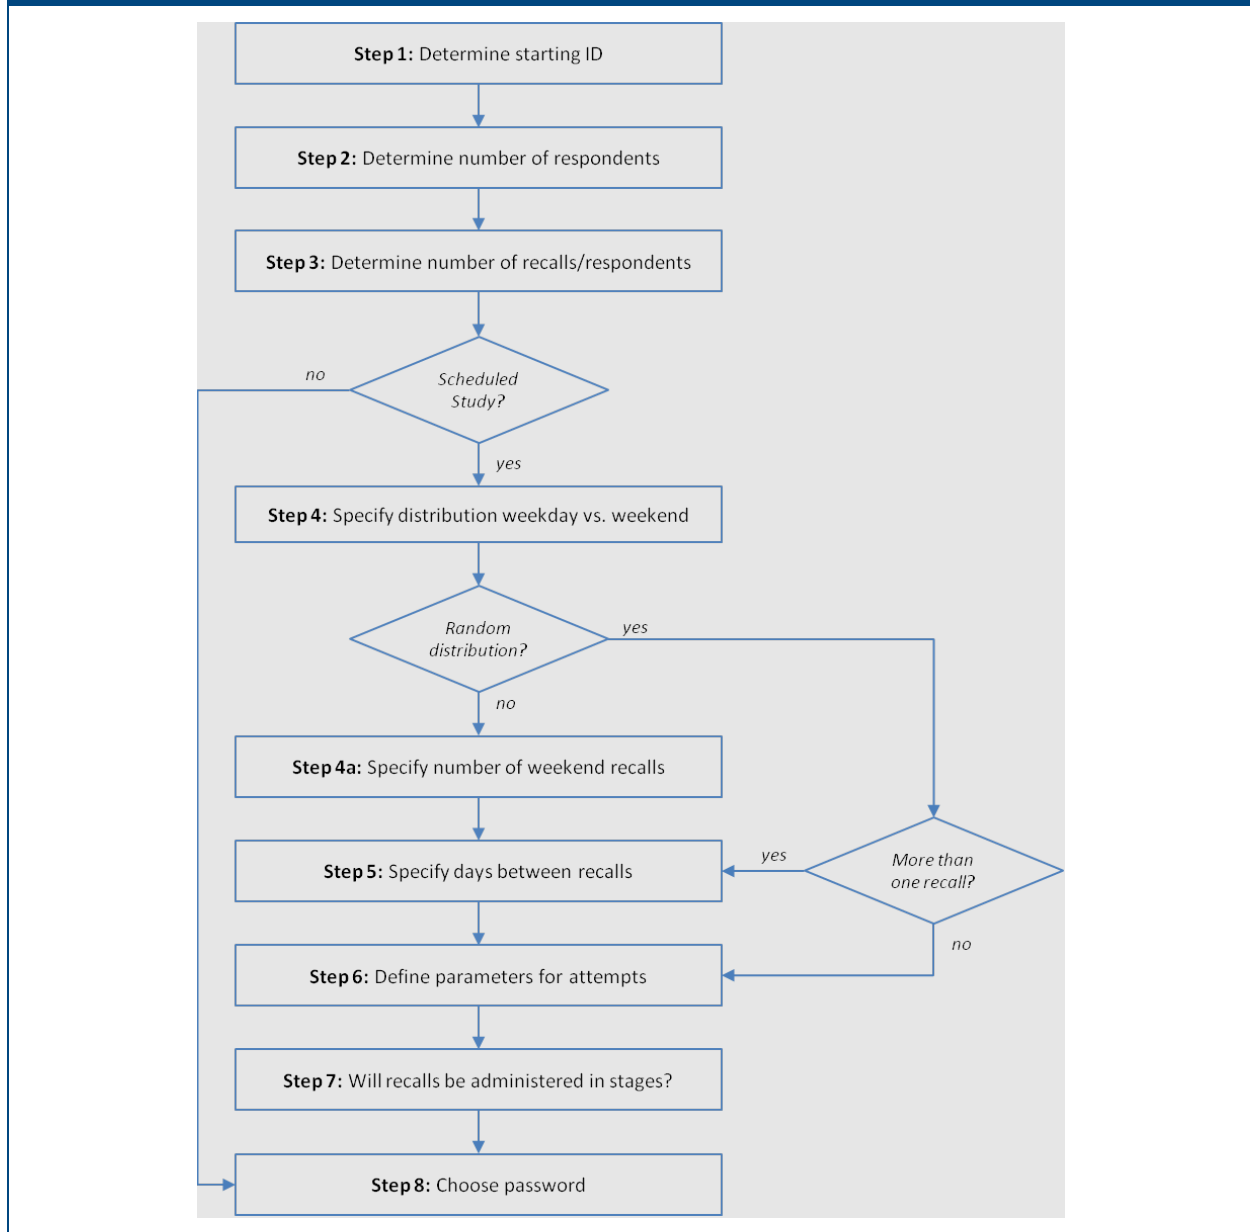 Step 1: Determine starting ID
Step 2: Determine number of respondents
Step 3: Determine number of recalls/respondents
no
Scheduled
Study?
yes
Step 4: Specify distribution weekday vs. weekend
Random
distribution?
yes
no
Step 4a: Specify number of weekend recalls
Step 5: Specify days between recalls
yes
More than
one recall?
no
Step 6: Define parameters for attempts
Step 7: Will recalls be administered in stages?
Step 8: Choose password